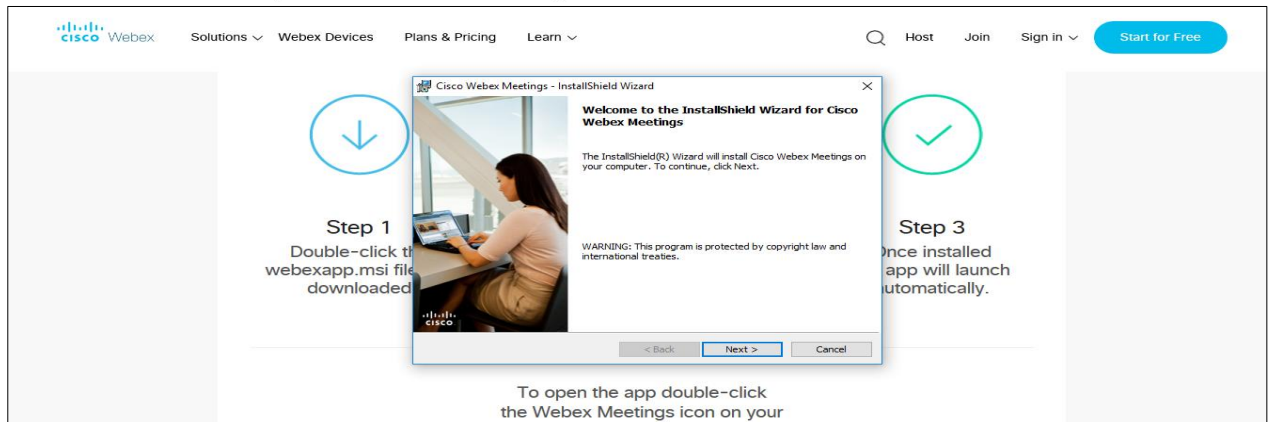 CISCO Webex
Solutions Webex Devices Plans & Pricing Learn Host Join Sign in Start for Free
Cisco Webex Meetings - InstallShield Wizard
Welcome to the InstallShield Wizard for Cisco
Webex Meetings
The InstallShield(R) Wizard will install Cisco Webex Meetings on
your computer. To continue, click Next.
WARNING: This program is protected by copyright law and
international treaties.
CISCO
< Back Next > Cancel
Step 1
Double-click
webexapp.msi
downloaded
Step 3
installed
app will launch
To open the app double-click
the Webex Meetings icon on your